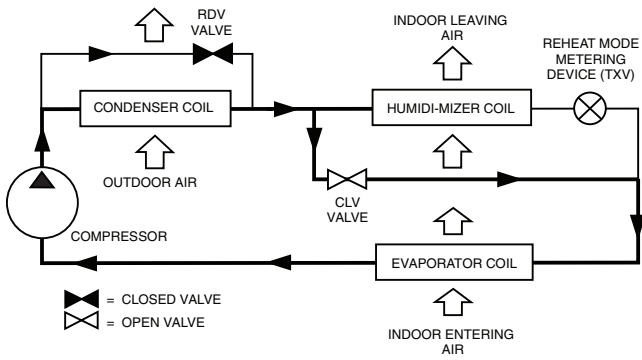 RDV
VALVE
INDOOR LEAVING
AIR
REHEAT MODE
METERING
DEVICE (TXV)
CONDENSER COIL
HUMIDI-MIZER COIL
OUTDOOR AIR
CLV
VALVE
COMPRESSOR
EVAPORATOR COIL
= CLOSED VALVE
= OPEN VALVE
INDOOR ENTERING
AIR